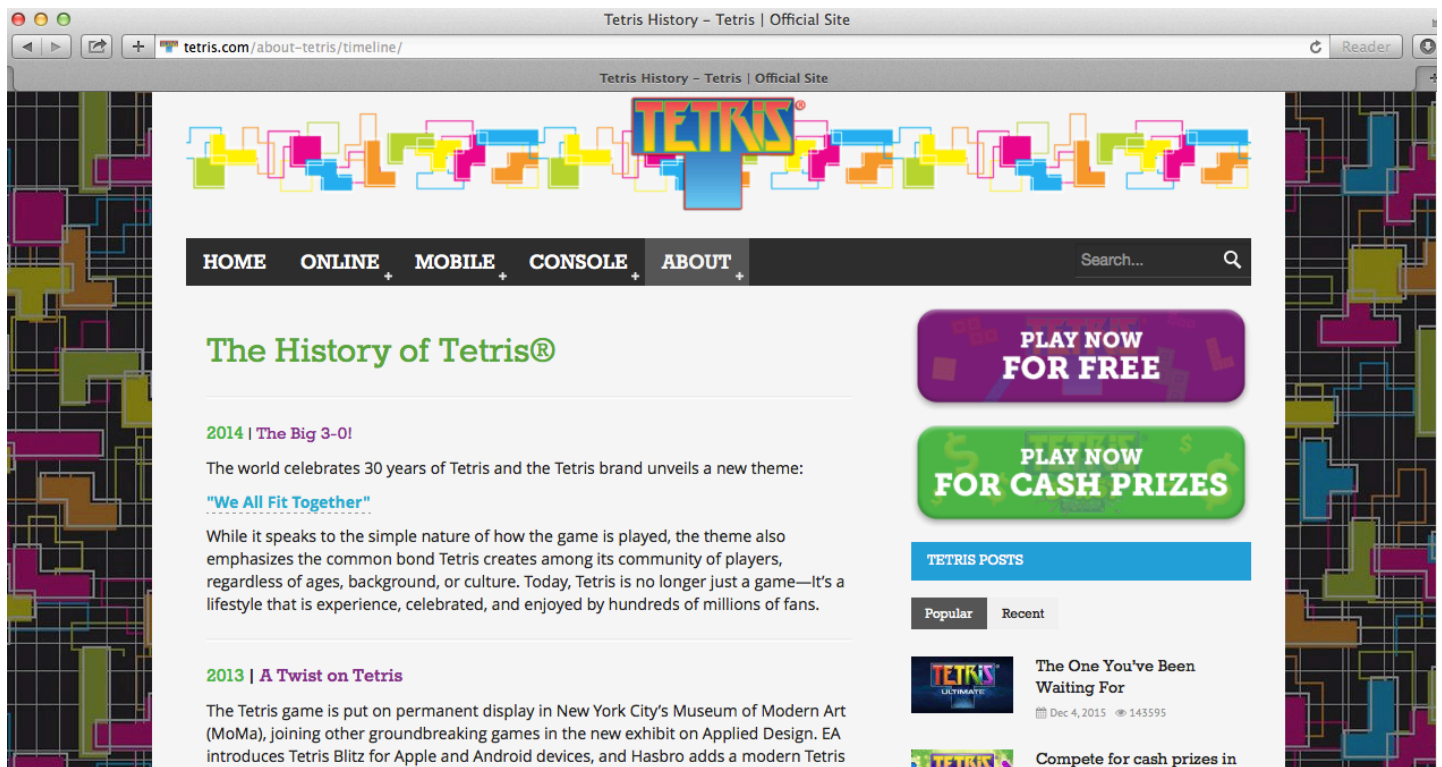 Tetris History – Tetris | Official Site
tetris.com/about-tetris/timeline/
Reader
Tetris History – Tetris | Official Site
TETRIS®
HOME ONLINE + MOBILE + CONSOLE + ABOUT +
Search...
The History of Tetris®
2014 | The Big 3-0!
The world celebrates 30 years of Tetris and the Tetris brand unveils a new theme:
"We All Fit Together"
While it speaks to the simple nature of how the game is played, the theme also
emphasizes the common bond Tetris creates among its community of players,
regardless of ages, background, or culture. Today, Tetris is no longer just a game—It’s a
lifestyle that is experience, celebrated, and enjoyed by hundreds of millions of fans.
2013 | A Twist on Tetris
The Tetris game is put on permanent display in New York City’s Museum of Modern Art
(MoMa), joining other groundbreaking games in the new exhibit on Applied Design. EA
introduces Tetris Blitz for Apple and Android devices, and Hasbro adds a modern Tetris
PLAY NOW
FOR FREE
PLAY NOW
FOR CASH PRIZES
TETRIS POSTS
Popular Recent
TETRIS
ULTIMATE
The One You've Been
Waiting For
Dec 4, 2015 143595
TETRIS
Compete for cash prizes in